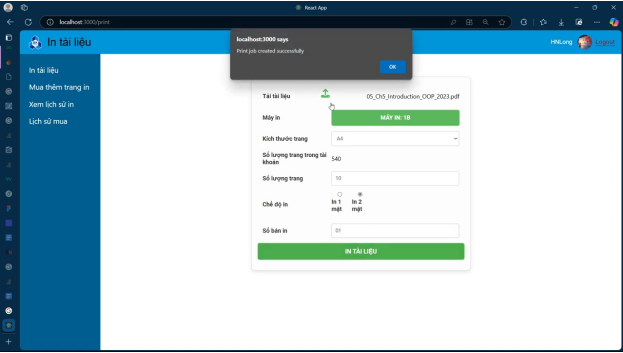 React App
localhost:3000/print
In tài liệu
HNLong
Logout
localhost:3000 says
Print job created successfully
OK
In tài liệu
Mua thêm trang in
Xem lịch sử in
Lịch sử mua
Tải tài liệu
05_Ch5_Introduction_OOP_2023.pdf
Máy in
MÁY IN: 1B
Kích thước trang
A4
Số lượng trang trong tài
khoản
540
Số lượng trang
10
Chế độ in
In 1
mặt
In 2
mặt
Số bản in
01
IN TÀI LIỆU